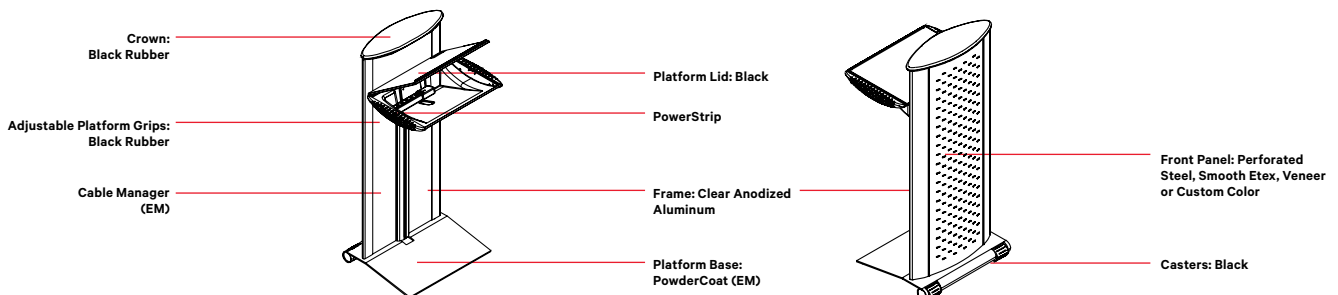 Crown:
Black Rubber
Adjustable Platform Grips:
Black Rubber
Cable Manager
(EM)
Platform Lid: Black
PowerStrip
Frame: Clear Anodized
Aluminum
Platform Base:
PowderCoat (EM)
Front Panel: Perforated
Steel, Smooth Etex, Veneer
or Custom Color
Casters: Black